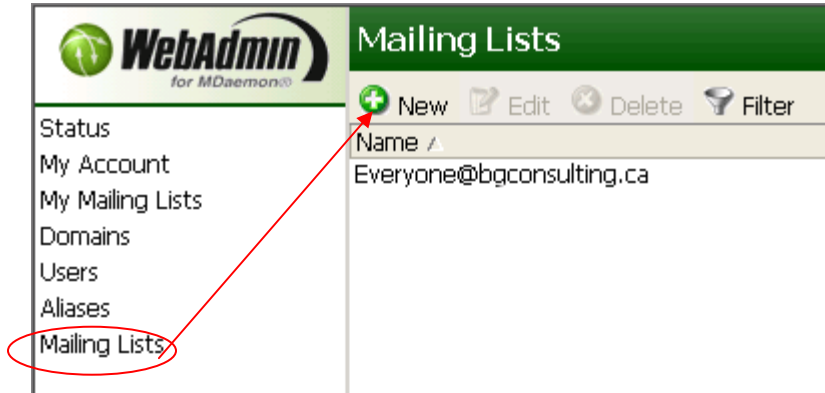 WebAdmin
for MDaemon®
Status
My Account
My Mailing Lists
Domains
Users
Aliases
Mailing Lists
Mailing Lists
New Edit Delete Filter
Name
Everyone@bgconsulting.ca